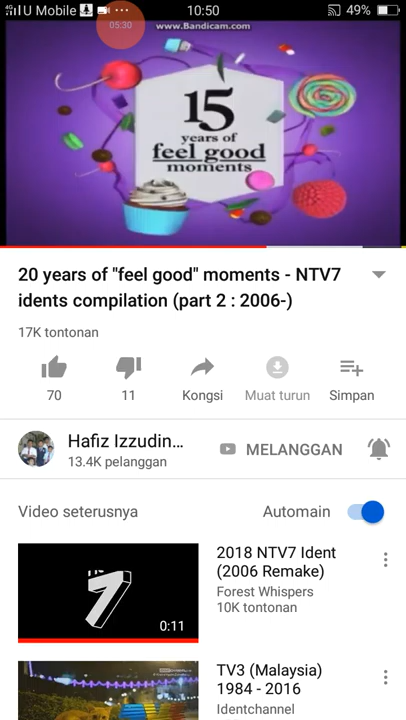 4G U Mobile ... 10:50 49%
05:30
www.Bandicam.com
15
years of
feel good
moments
20 years of "feel good" moments - NTV7
idents compilation (part 2 : 2006-)
17K tontonan
70 11 Kongsi Muat turun Simpan
Hafiz Izzudin...
13.4K pelanggan
MELANGGAN
Video seterusnya Automain
7
0:11
2018 NTV7 Ident
(2006 Remake)
Forest Whispers
10K tontonan
TV3 (Malaysia)
1984 - 2016
Identchannel